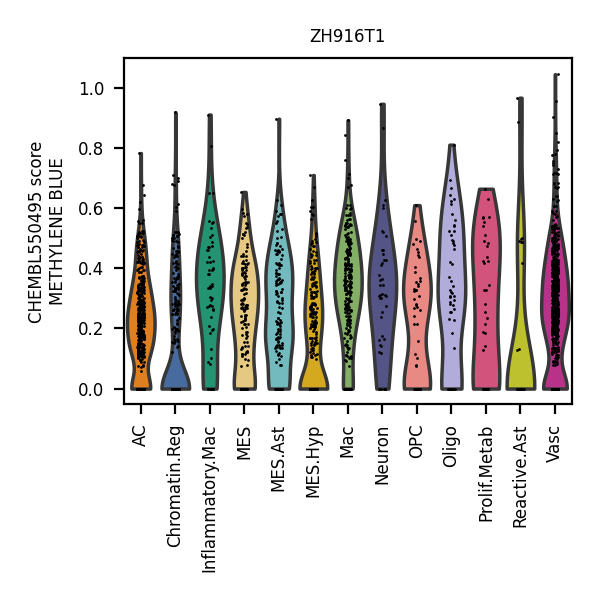 ZH916T1
CHEMBL550495 score
METHYLENE BLUE
1.0
0.8
0.6
0.4
0.2
0.0
AC
Chromatin.Reg
Inflammatory.Mac
MES
MES.Ast
MES.Hyp
Mac
Neuron
OPC
Oligo
Prolif.Metab
Reactive.Ast
Vasc